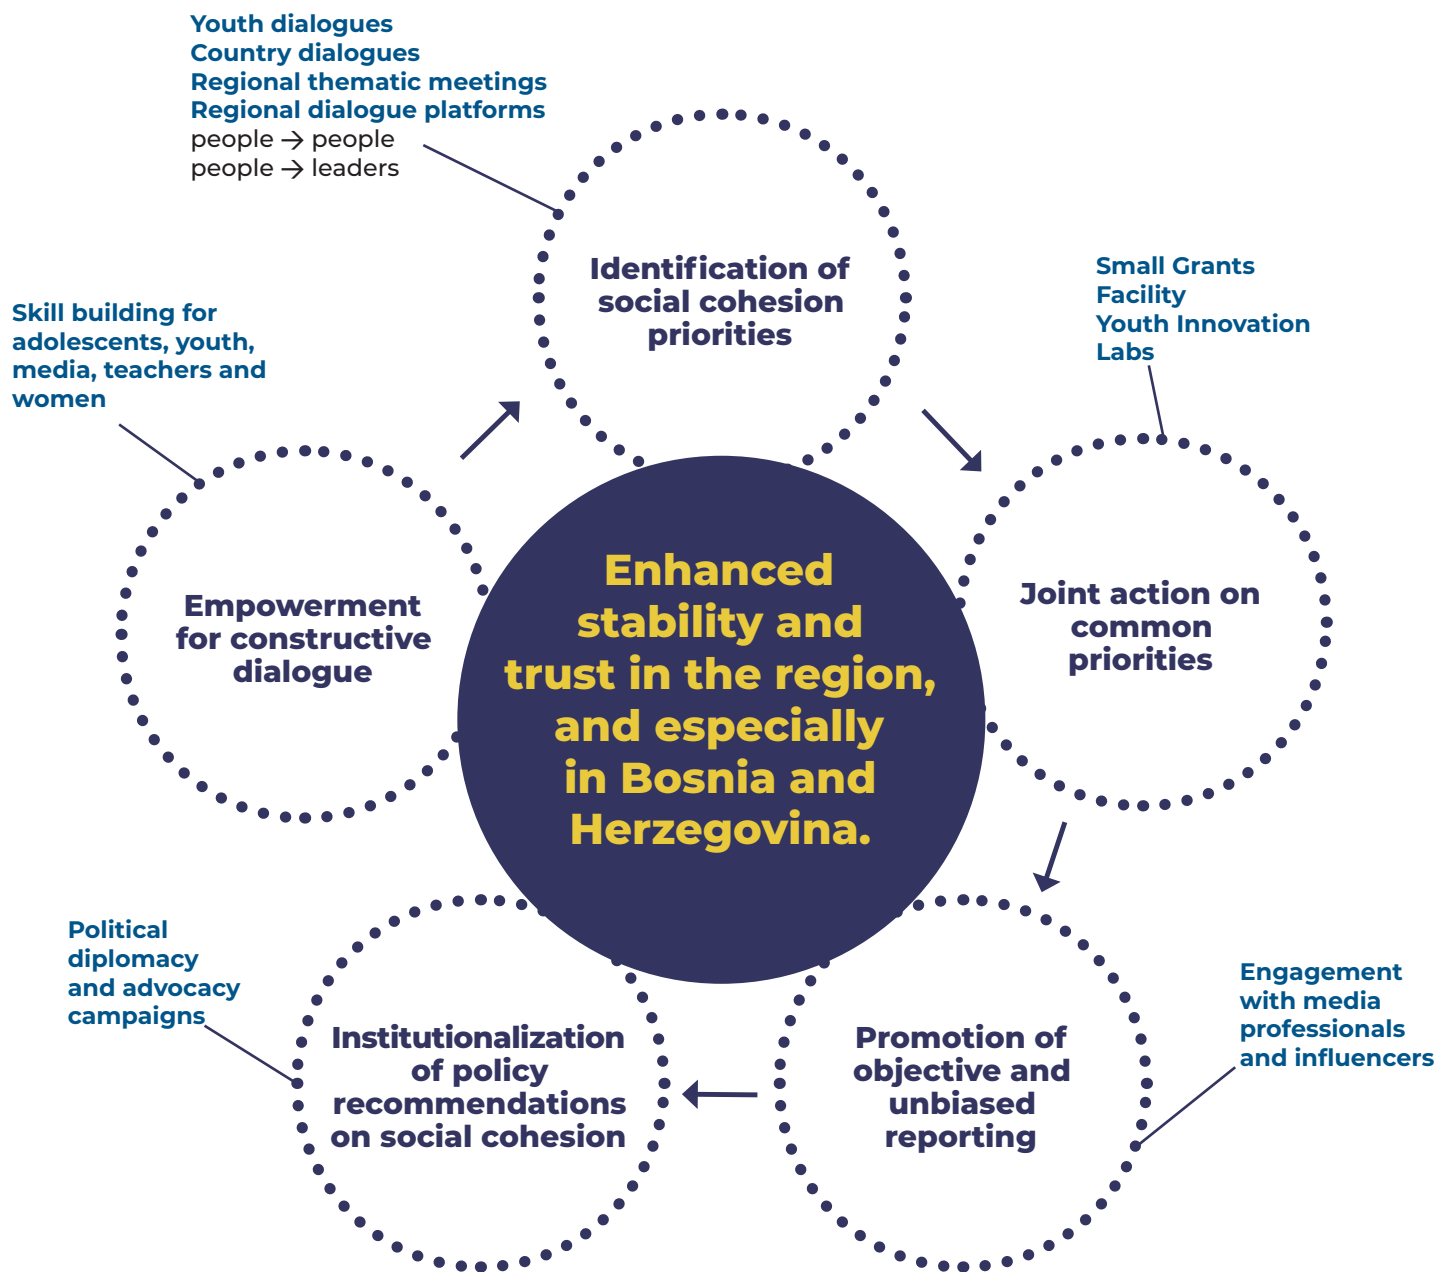 Youth dialogues
Country dialogues
Regional thematic meetings
Regional dialogue platforms
people → people
people → leaders
Identification of
social cohesion
priorities
Small Grants
Facility
Youth Innovation
Labs
Skill building for
adolescents, youth,
media, teachers and
women
Empowerment
for constructive
dialogue
Enhanced
stability and
trust in the region,
and especially
in Bosnia and
Herzegovina.
Joint action on
common
priorities
Political
diplomacy
and advocacy
campaigns
Institutionalization
of policy
recommendations
on social cohesion
Promotion of
objective and
unbiased
reporting
Engagement
with media
professionals
and influencers